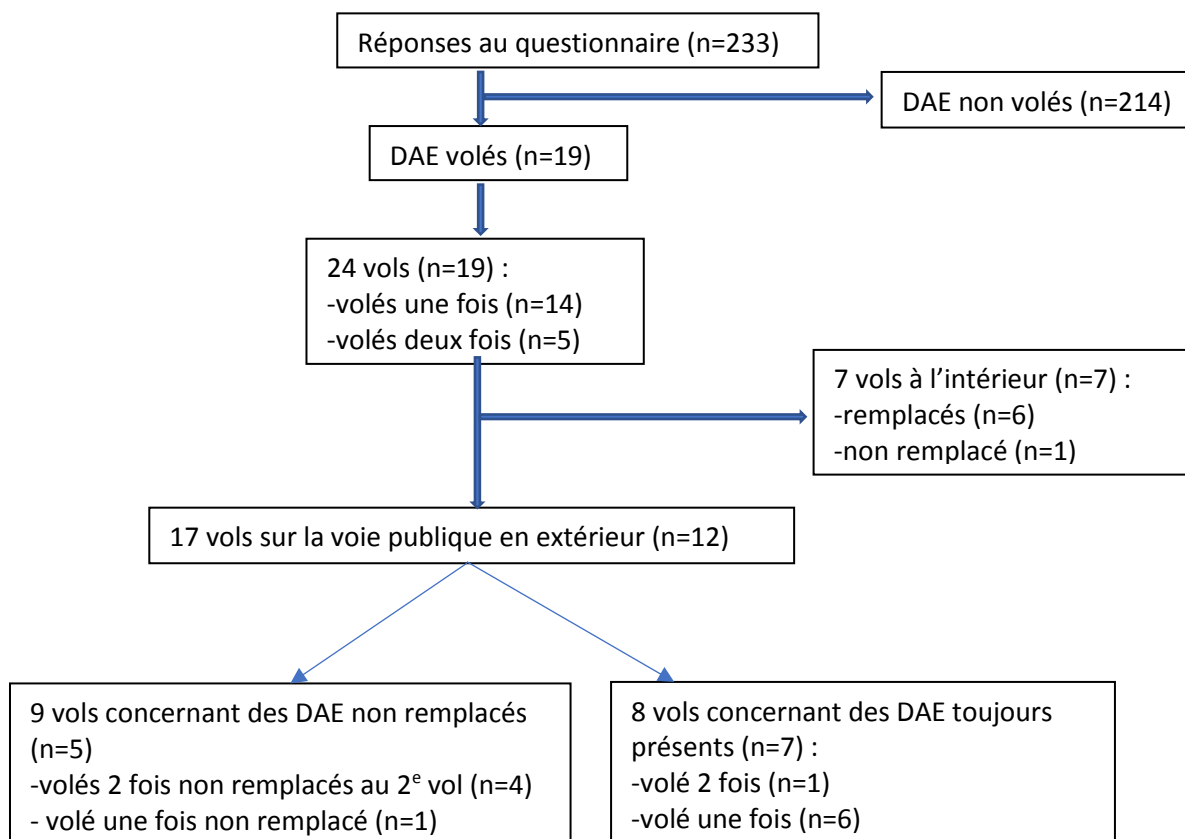 Réponses au questionnaire (n=233)
DAE non volés (n=214)
DAE volés (n=19)
24 vols (n=19) :
-volés une fois (n=14)
-volés deux fois (n=5)
7 vols à l’intérieur (n=7) :
-remplacés (n=6)
-non remplacé (n=1)
17 vols sur la voie publique en extérieur (n=12)
9 vols concernant des DAE non remplacés
(n=5)
-volés 2 fois non remplacés au 2e vol (n=4)
- volé une fois non remplacé (n=1)
8 vols concernant des DAE toujours
présents (n=7) :
-volé 2 fois (n=1)
-volé une fois (n=6)